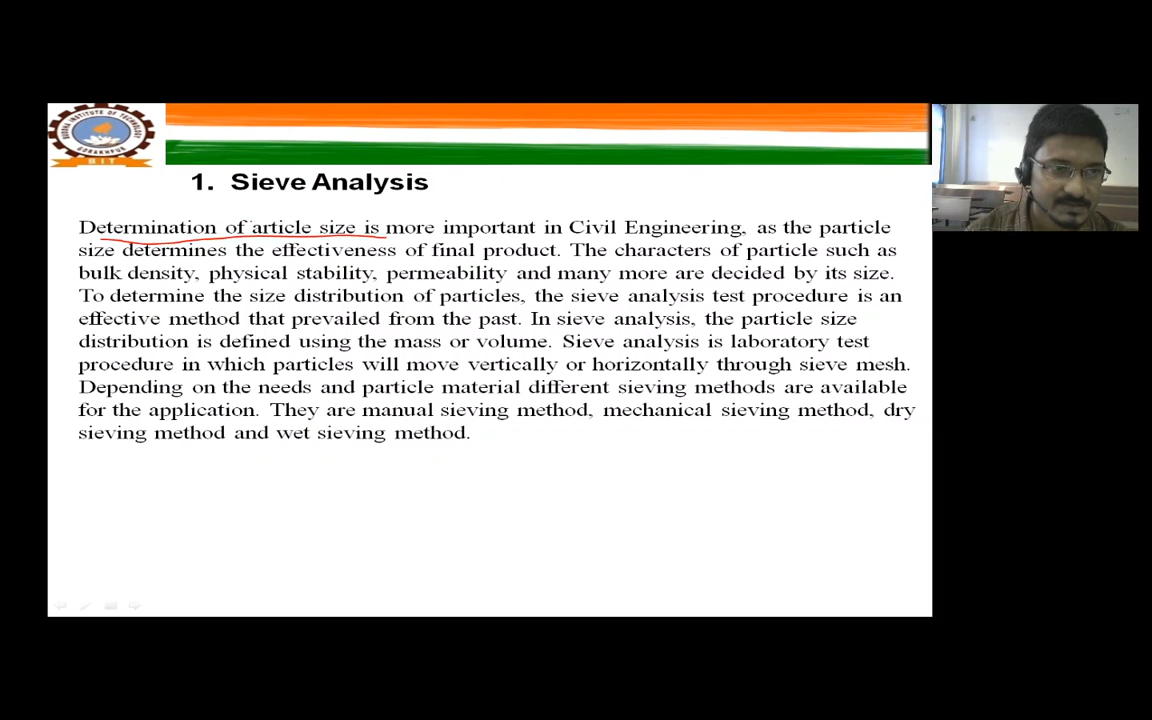 BUDDHA INSTITUTE OF TECHNOLOGY
GORAKHPUR
BIT
1. Sieve Analysis
Determination of article size is more important in Civil Engineering, as the particle
size determines the effectiveness of final product. The characters of particle such as
bulk density, physical stability, permeability and many more are decided by its size.
To determine the size distribution of particles, the sieve analysis test procedure is an
effective method that prevailed from the past. In sieve analysis, the particle size
distribution is defined using the mass or volume. Sieve analysis is laboratory test
procedure in which particles will move vertically or horizontally through sieve mesh.
Depending on the needs and particle material different sieving methods are available
for the application. They are manual sieving method, mechanical sieving method, dry
sieving method and wet sieving method.